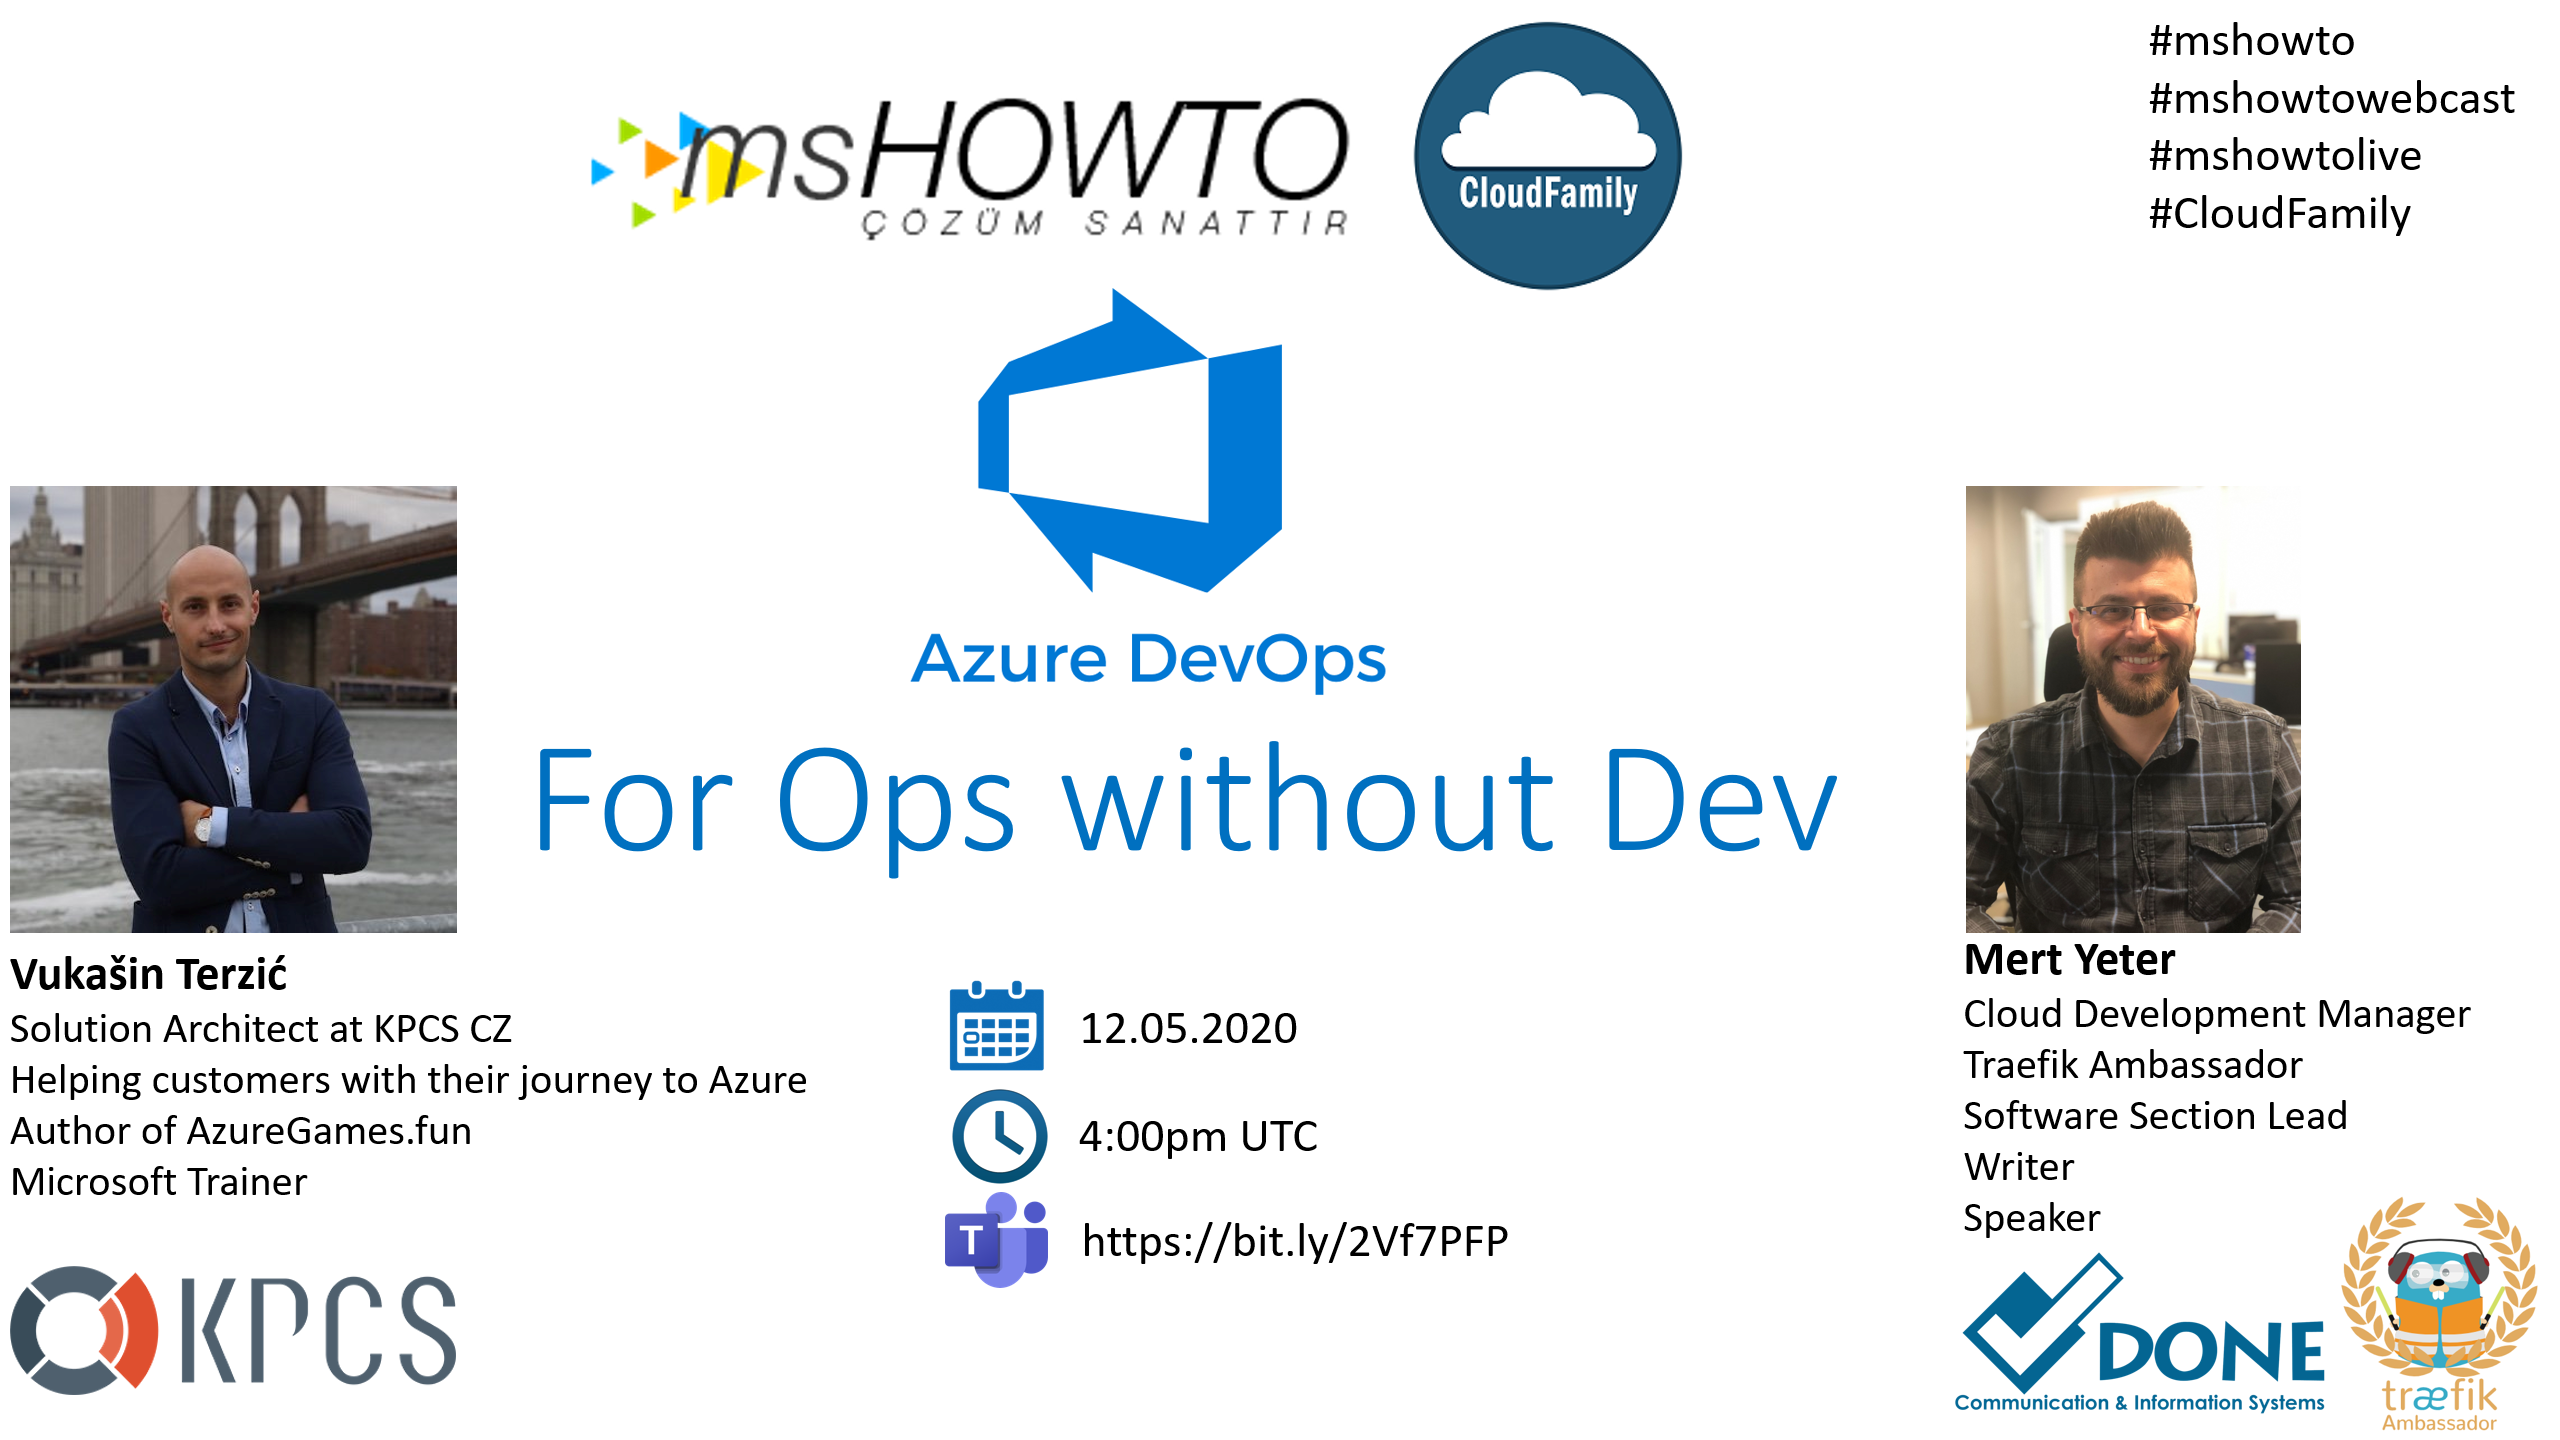 msHOWTO
ÇÖZÜM SANATTIR
CloudFamily
#mshowto
#mshowtowebcast
#mshowtolive
#CloudFamily
Azure DevOps
For Ops without Dev
Vukašin Terzić
Solution Architect at KPCS CZ
Helping customers with their journey to Azure
Author of AzureGames.fun
Microsoft Trainer
KPCS
12.05.2020
4:00pm UTC
T
https://bit.ly/2Vf7PFP
Mert Yeter
Cloud Development Manager
Traefik Ambassador
Software Section Lead
Writer
Speaker
DONE
Communication & Information Systems
træfik
Ambassador